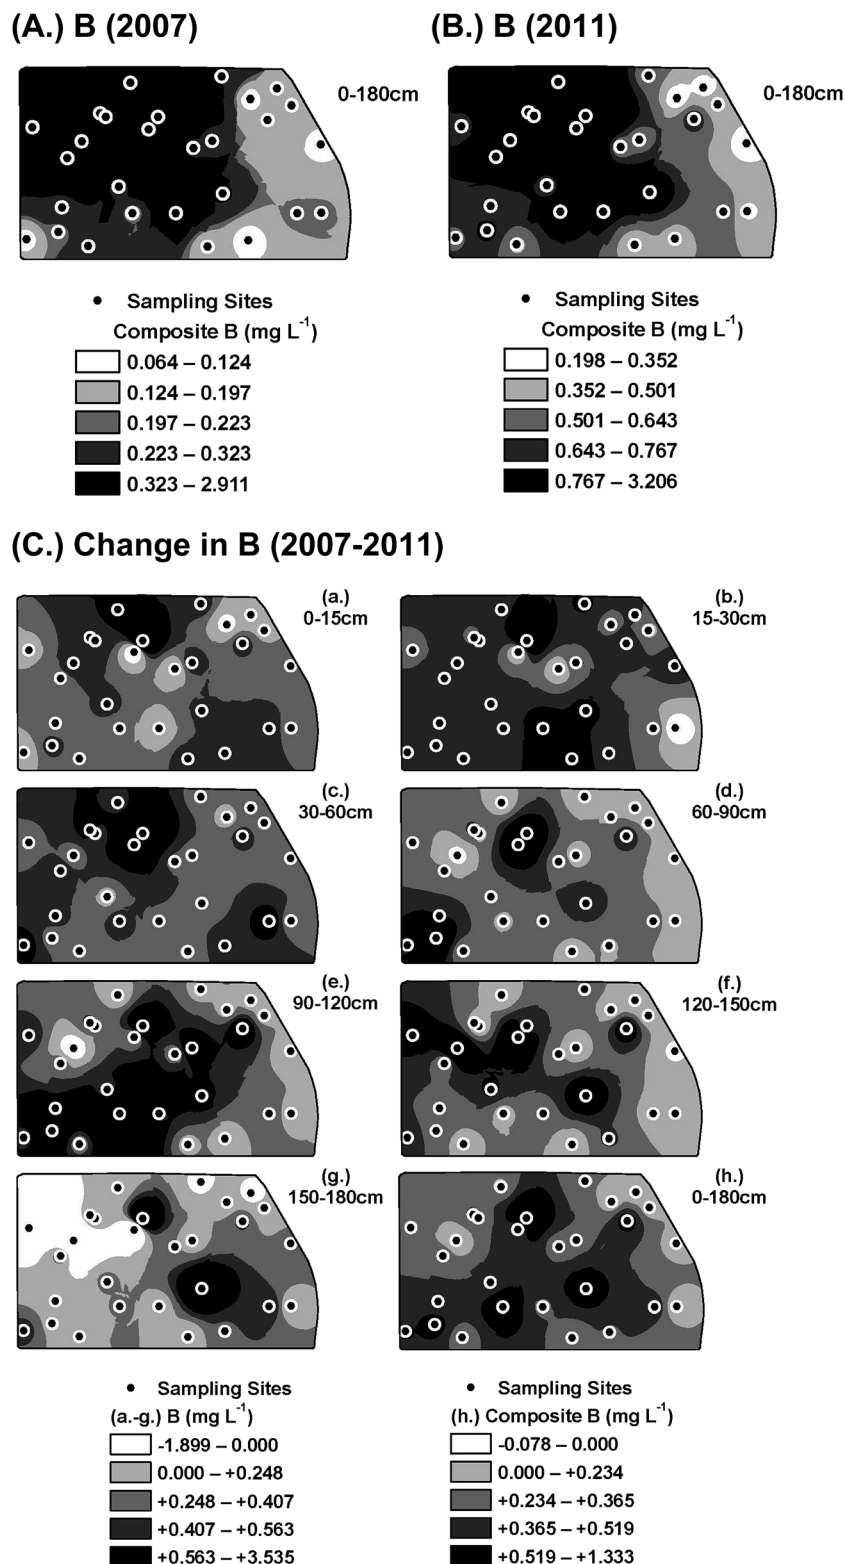 (A.) B (2007)
(B.) B (2011)
0-180cm
0-180cm
Sampling Sites
Composite B (mg L-1)
0.064 – 0.124
0.124 – 0.197
0.197 – 0.223
0.223 – 0.323
0.323 – 2.911
Sampling Sites
Composite B (mg L-1)
0.198 – 0.352
0.352 – 0.501
0.501 – 0.643
0.643 – 0.767
0.767 – 3.206
(C.) Change in B (2007-2011)
(a.)
0-15cm
(b.)
15-30cm
(c.)
30-60cm
(d.)
60-90cm
(e.)
90-120cm
(f.)
120-150cm
(g.)
150-180cm
(h.)
0-180cm
Sampling Sites
(a.-g.) B (mg L-1)
-1.899 – 0.000
0.000 – +0.248
+0.248 – +0.407
+0.407 – +0.563
+0.563 – +3.535
Sampling Sites
(h.) Composite B (mg L-1)
-0.078 – 0.000
0.000 – +0.234
+0.234 – +0.365
+0.365 – +0.519
+0.519 – +1.333